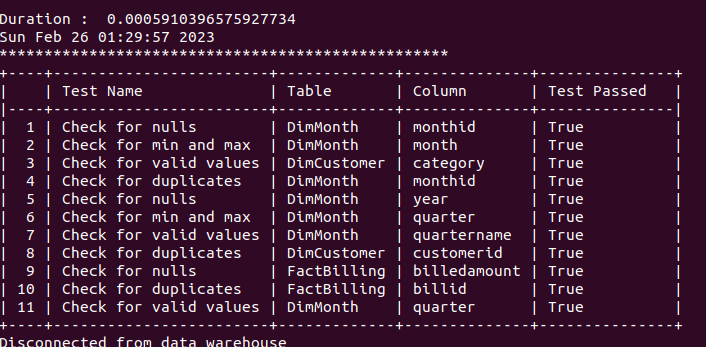 Duration :  0.0005910396575927734
Sun Feb 26 01:29:57 2023
**************************************************
+----+------------------------+-------------+--------------+---------------+
|    | Test Name              | Table       | Column       | Test Passed   |
|----+------------------------+-------------+--------------+---------------|
|  1 | Check for nulls        | DimMonth    | monthid      | True          |
|  2 | Check for min and max  | DimMonth    | month        | True          |
|  3 | Check for valid values | DimCustomer | category     | True          |
|  4 | Check for duplicates   | DimMonth    | monthid      | True          |
|  5 | Check for nulls        | DimMonth    | year         | True          |
|  6 | Check for min and max  | DimMonth    | quarter      | True          |
|  7 | Check for valid values | DimMonth    | quartername  | True          |
|  8 | Check for duplicates   | DimCustomer | customerid   | True          |
|  9 | Check for nulls        | FactBilling | billedamount | True          |
| 10 | Check for duplicates   | FactBilling | billid       | True          |
| 11 | Check for valid values | DimMonth    | quarter      | True          |
+----+------------------------+-------------+--------------+---------------+
Disconnected from data warehouse